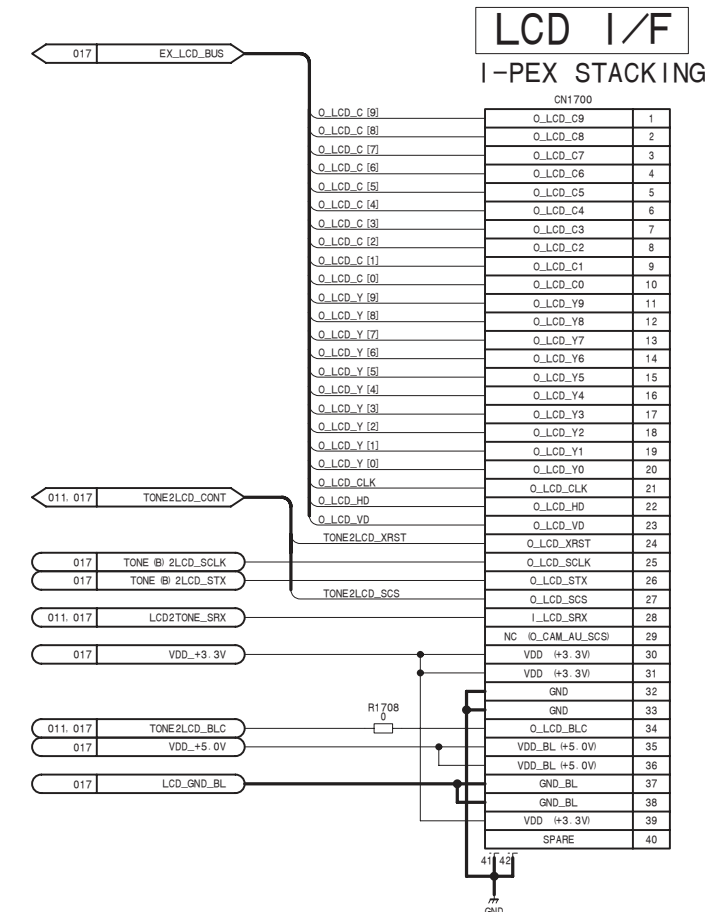 LCD I/F
I-PEX STACKING
CN1700
017 EX_LCD_BUS
O_LCD_C [9] O_LCD_C9 1
O_LCD_C [8] O_LCD_C8 2
O_LCD_C [7] O_LCD_C7 3
O_LCD_C [6] O_LCD_C6 4
O_LCD_C [5] O_LCD_C5 5
O_LCD_C [4] O_LCD_C4 6
O_LCD_C [3] O_LCD_C3 7
O_LCD_C [2] O_LCD_C2 8
O_LCD_C [1] O_LCD_C1 9
O_LCD_C [0] O_LCD_C0 10
O_LCD_Y [9] O_LCD_Y9 11
O_LCD_Y [8] O_LCD_Y8 12
O_LCD_Y [7] O_LCD_Y7 13
O_LCD_Y [6] O_LCD_Y6 14
O_LCD_Y [5] O_LCD_Y5 15
O_LCD_Y [4] O_LCD_Y4 16
O_LCD_Y [3] O_LCD_Y3 17
O_LCD_Y [2] O_LCD_Y2 18
O_LCD_Y [1] O_LCD_Y1 19
O_LCD_Y [0] O_LCD_Y0 20
O_LCD_CLK O_LCD_CLK 21
011. 017 TONE2LCD_CONT O_LCD_HD O_LCD_HD 22
O_LCD_VD O_LCD_VD 23
TONE2LCD_XRST O_LCD_XRST 24
017 TONE (B) 2LCD_SCLK O_LCD_SCLK 25
017 TONE (B) 2LCD_STX O_LCD_STX 26
TONE2LCD_SCS O_LCD_SCS 27
011. 017 LCD2TONE_SRX I_LCD_SRX 28
NC (O_CAM_AU_SCS) 29
017 VDD_+3. 3V VDD (+3. 3V) 30
VDD (+3. 3V) 31
GND 32
R1708 GND 33
0
011. 017 TONE2LCD_BLC O_LCD_BLC 34
017 VDD_+5. 0V VDD_BL (+5. 0V) 35
VDD_BL (+5. 0V) 36
017 LCD_GND_BL GND_BL 37
GND_BL 38
VDD (+3. 3V) 39
SPARE 40
41 42
GND